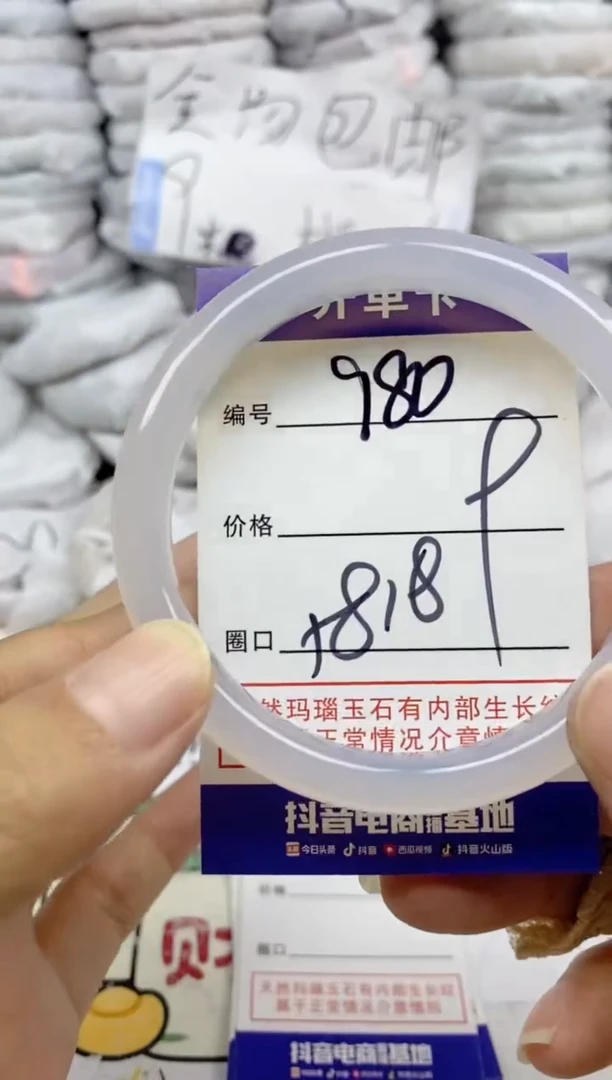 全场包邮
开单卡
编号 980
价格
圈口 +8,18
然玛瑙玉石有内部生长纹
正常情况介意慎
抖音电商直播基地
今日头条 抖音 西瓜视频 抖音火山版
价格
圈口
天然玛瑙玉石有内部生长纹
属于正常情况介意慎拍
抖音电商直播基地